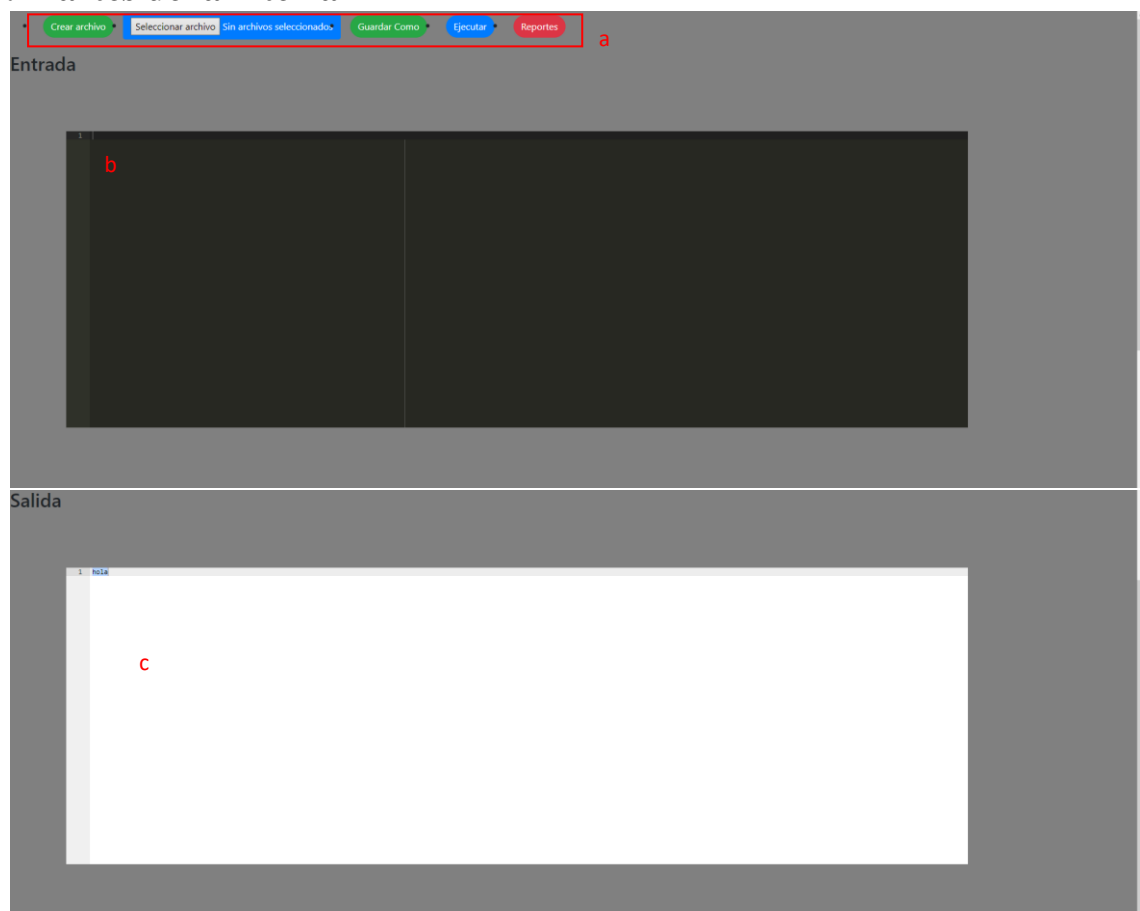 Crear archivo Seleccionar archivo Sin archivos seleccionados Guardar Como Ejecutar Reportes
a
Entrada
1
b
Salida
1 hola
c